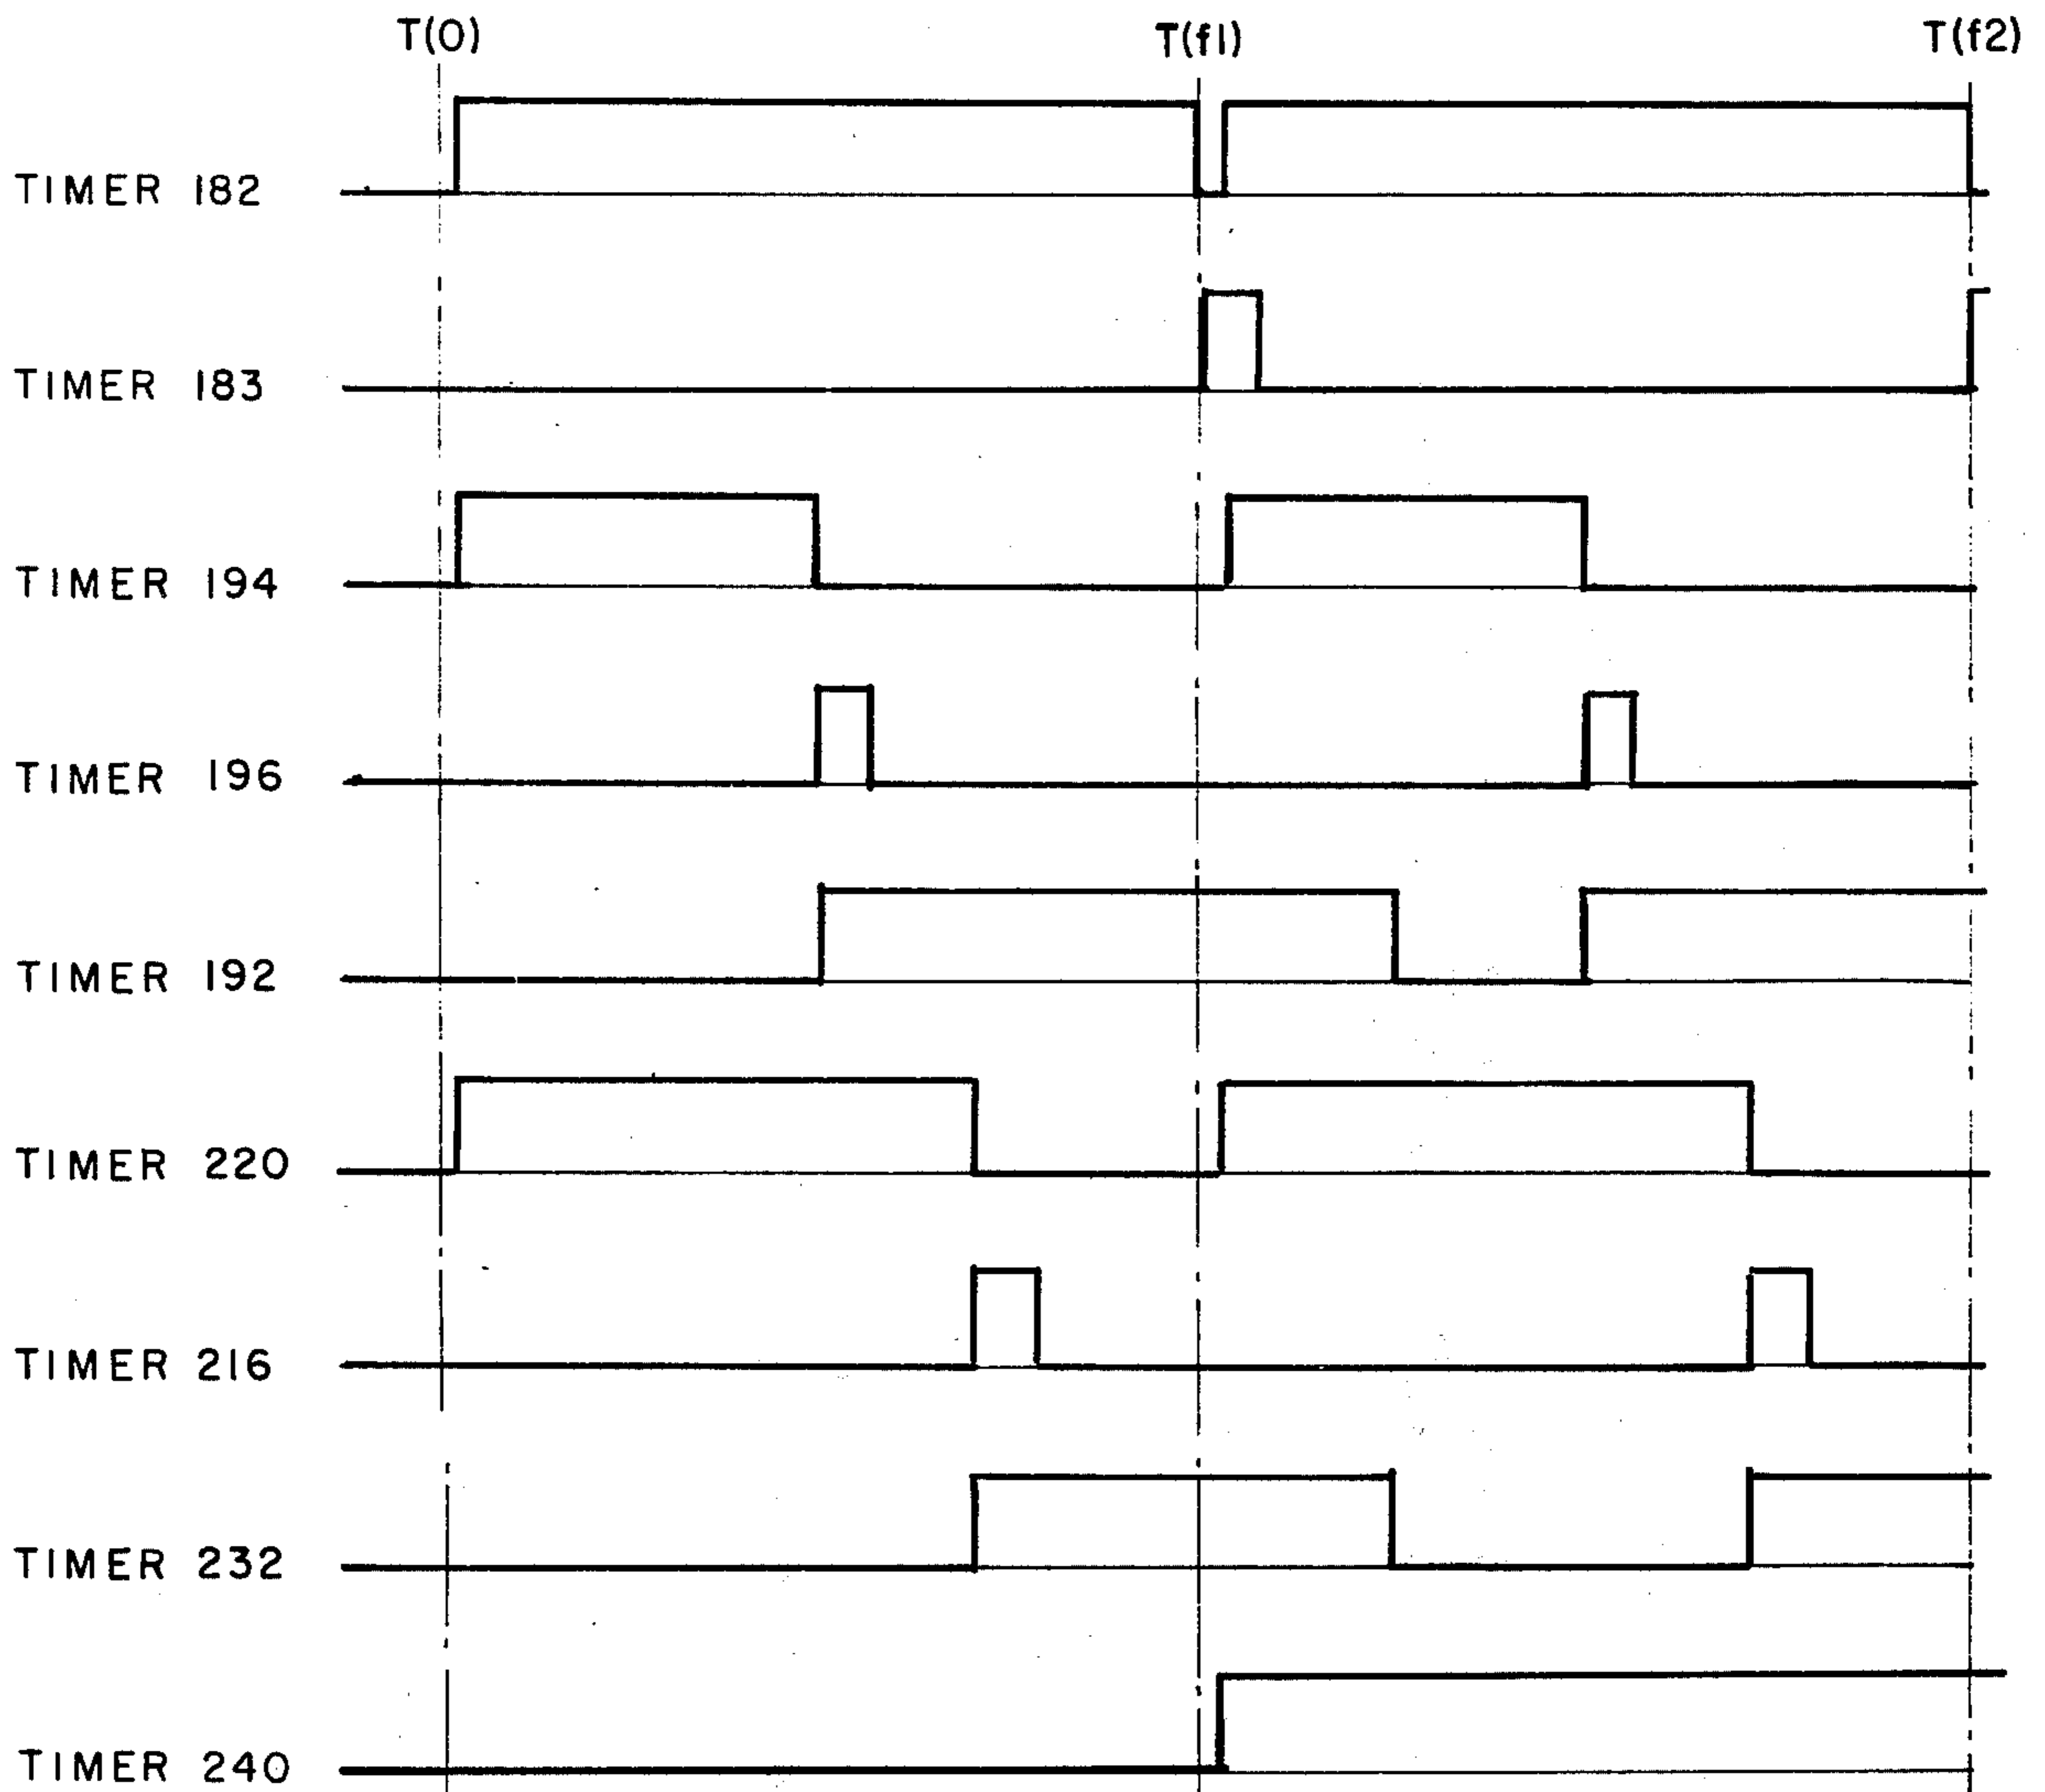 T(0) T(f1) T(f2)
TIMER 182
TIMER 183
TIMER 194
TIMER 196
TIMER 192
TIMER 220
TIMER 216
TIMER 232
TIMER 240